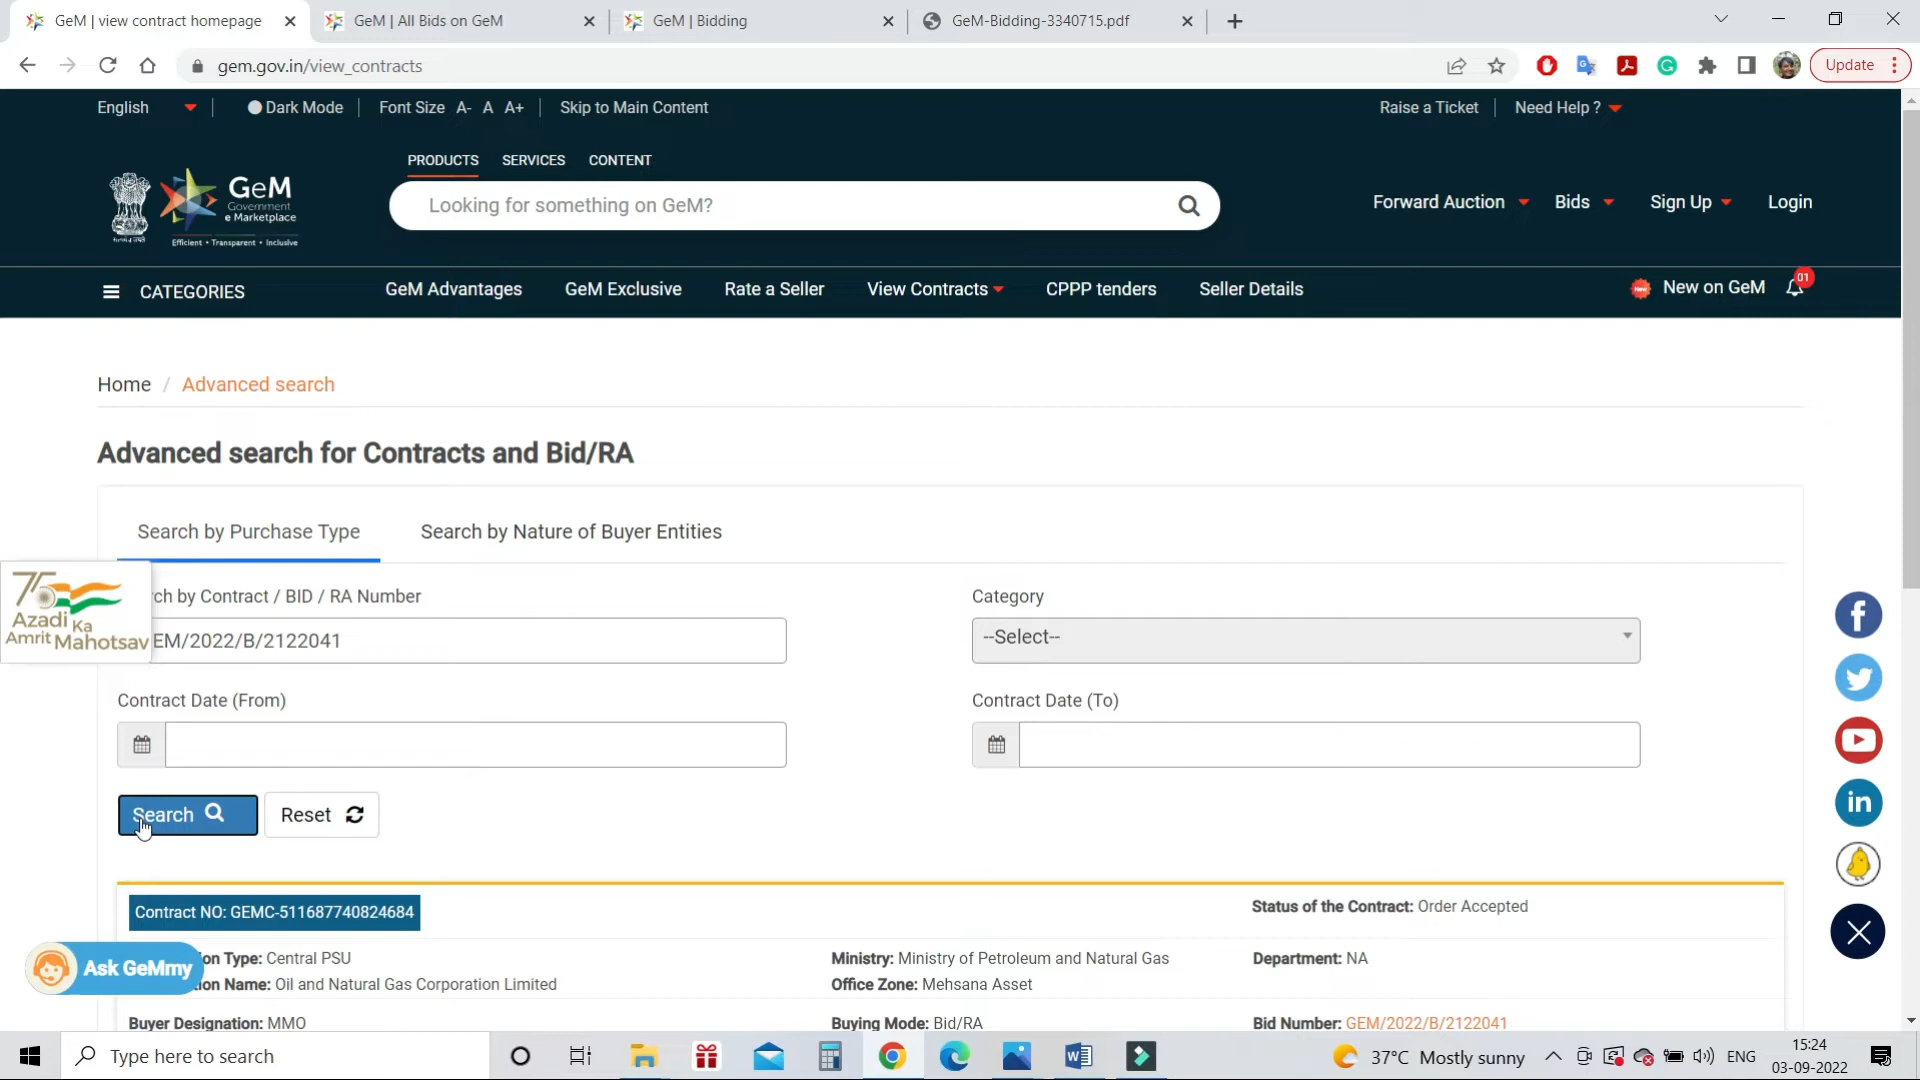 GeM | view contract homepage
GeM | All Bids on GeM
GeM | Bidding
GeM-Bidding-3340715.pdf
gem.gov.in/view_contracts
Update
English
Dark Mode
Font Size A- A A+
Skip to Main Content
Raise a Ticket
Need Help ?
PRODUCTS SERVICES CONTENT
GeM
Government
e Marketplace
Efficient • Transparent • Inclusive
Looking for something on GeM?
Forward Auction
Bids
Sign Up
Login
CATEGORIES
GeM Advantages
GeM Exclusive
Rate a Seller
View Contracts
CPPP tenders
Seller Details
New on GeM
01
Home / Advanced search
Advanced search for Contracts and Bid/RA
Search by Purchase Type
Search by Nature of Buyer Entities
75
Azadi Ka
Amrit Mahotsav
rch by Contract / BID / RA Number
Category
EM/2022/B/2122041
--Select--
Contract Date (From)
Contract Date (To)
Search
Reset
Contract NO: GEMC-511687740824684
Status of the Contract: Order Accepted
on Type: Central PSU
Ministry: Ministry of Petroleum and Natural Gas
Department: NA
Ask GeMmy
ion Name: Oil and Natural Gas Corporation Limited
Office Zone: Mehsana Asset
Buyer Designation: MMO
Buying Mode: Bid/RA
Bid Number: GEM/2022/B/2122041
Type here to search
37°C Mostly sunny
ENG
15:24
03-09-2022